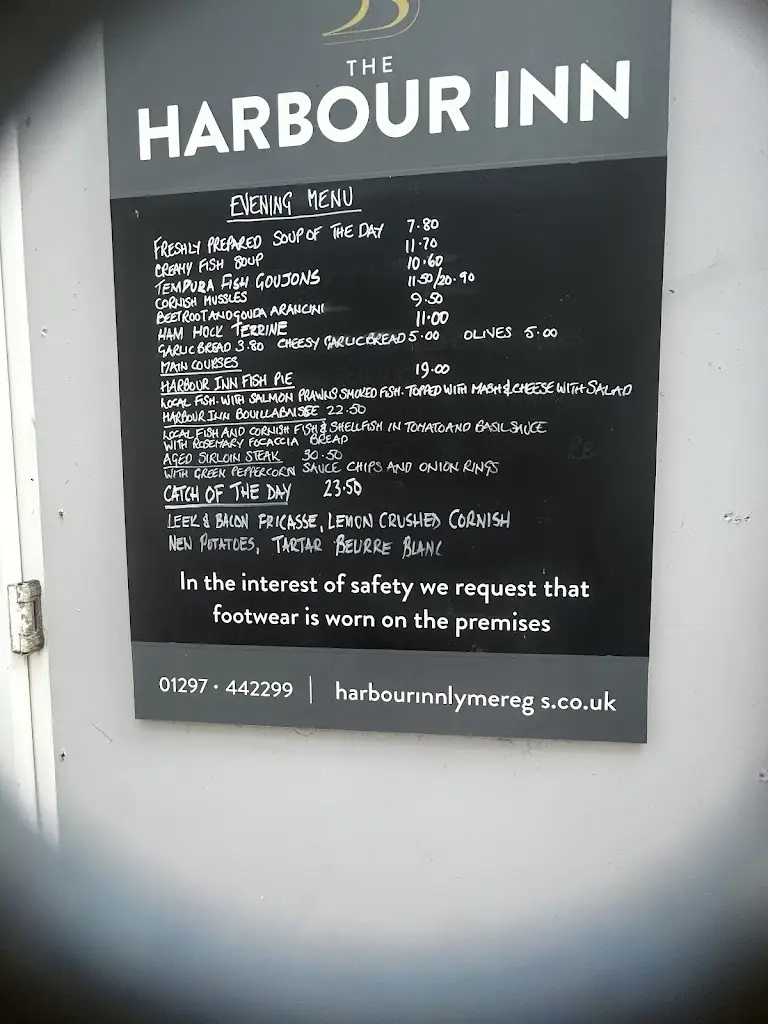 THE
HARBOUR INN
EVENING MENU
FRESHLY PREPARED SOUP OF THE DAY 7.80
CREAMY FISH SOUP 11.70
TEMPURA FISH GOUJONS 10.60
CORNISH MUSSLES 11.50/20.90
BEETROOT AND GOUDA ARANCINI 9.50
HAM HOCK TERRINE 11.00
GARLIC BREAD 3.80 CHEESY GARLIC BREAD 5.00 OLIVES 5.00
MAIN COURSES
HARBOUR INN FISH PIE 19.00
LOCAL FISH. WITH SALMON PRAWNS SMOKED FISH. TOPPED WITH MASH & CHEESE WITH SALAD
HARBOUR INN BOUILLABAISSE 22.50
LOCAL FISH AND CORNISH FISH & SHELLFISH IN TOMATO AND BASIL SAUCE
WITH ROSEMARY FOCACCIA BREAD
AGED SIRLOIN STEAK 30.50
WITH GREEN PEPPERCORN SAUCE CHIPS AND ONION RINGS
CATCH OF THE DAY 23.50
LEEK & BACON FRICASSE, LEMON CRUSHED CORNISH
NEW POTATOES, TARTAR BEURRE BLANC
In the interest of safety we request that
footwear is worn on the premises
01297 · 442299 | harbourinnlymereg s.co.uk